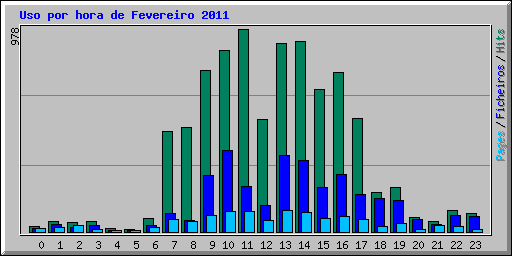 Uso por hora de Fevereiro 2011
978
Pages / Ficheiros / Hits
0 1 2 3 4 5 6 7 8 9 10 11 12 13 14 15 16 17 18 19 20 21 22 23